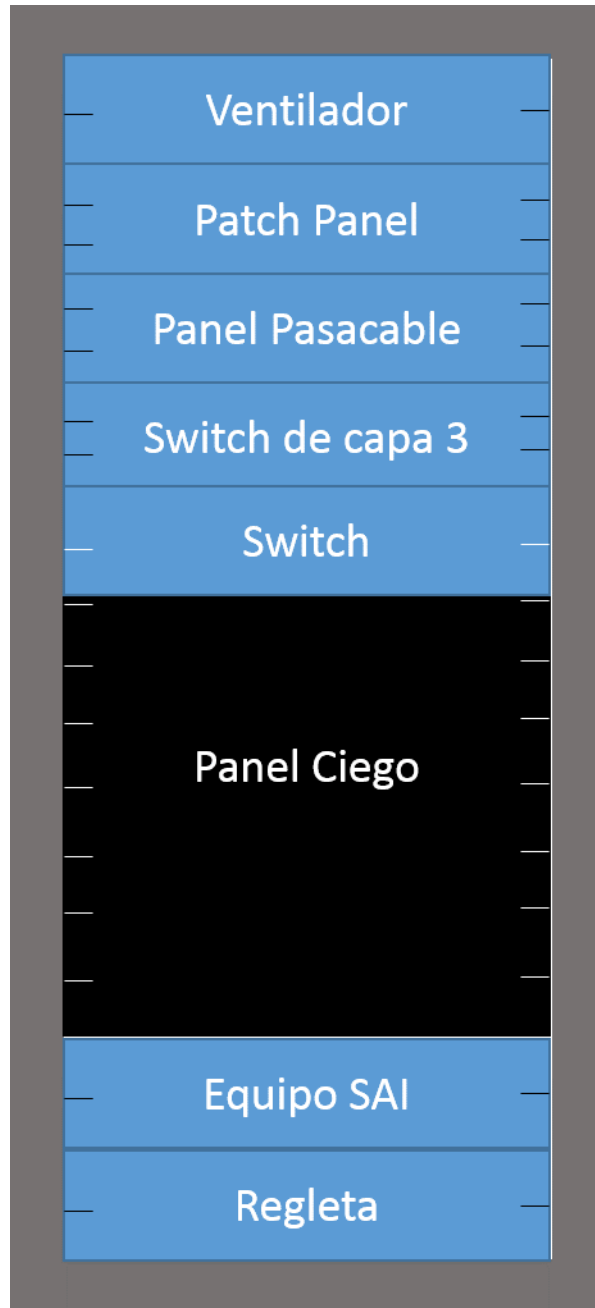 Ventilador
Patch Panel
Panel Pasacable
Switch de capa 3
Switch
Panel Ciego
Equipo SAI
Regleta